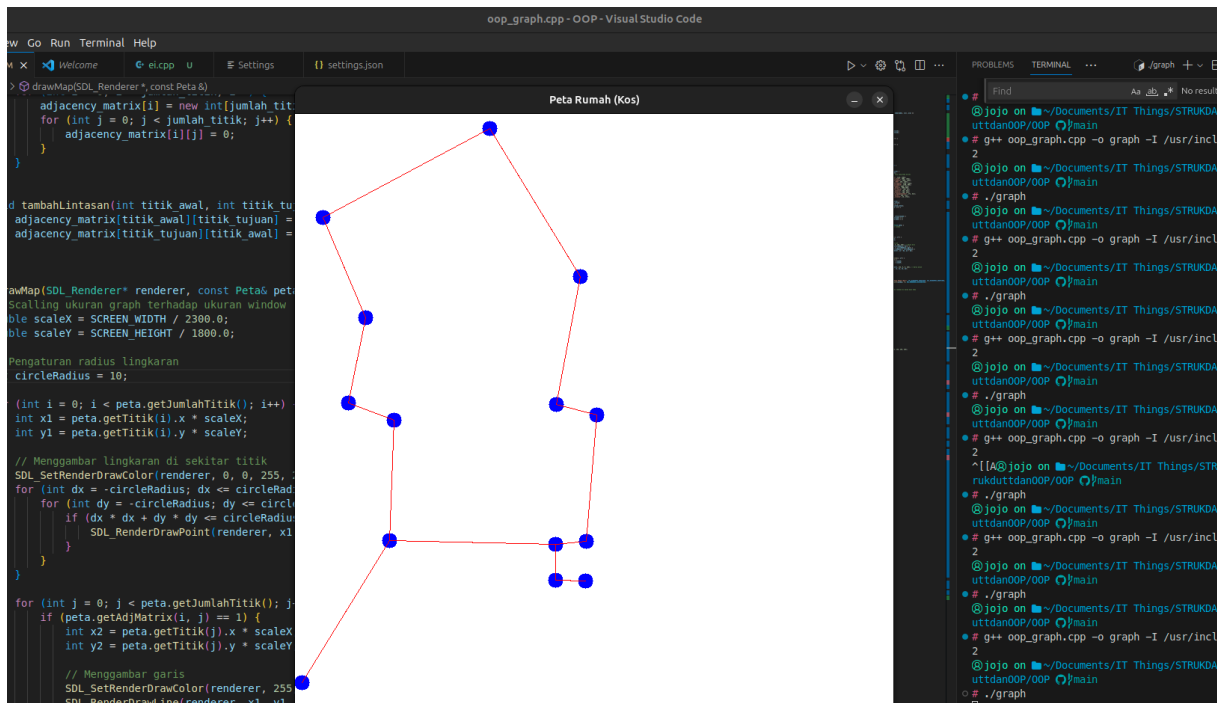 oop_graph.cpp - OOP - Visual Studio Code
ew Go Run Terminal Help
M × Welcome ei.cpp U Settings {} settings.json
PROBLEMS TERMINAL ··· ./graph
> drawMap(SDL_Renderer *, const Peta &)
adjacency_matrix[i] = new int[jumlah_tit
for (int j = 0; j < jumlah_titik; j++) {
adjacency_matrix[i][j] = 0;
}
}
d tambahLintasan(int titik_awal, int titik_tu
adjacency_matrix[titik_awal][titik_tujuan] =
adjacency_matrix[titik_tujuan][titik_awal] =
rawMap(SDL_Renderer* renderer, const Peta& peta
Scalling ukuran graph terhadap ukuran window
ble scaleX = SCREEN_WIDTH / 2300.0;
ble scaleY = SCREEN_HEIGHT / 1800.0;
Pengaturan radius lingkaran
circleRadius = 10;
(int i = 0; i < peta.getJumlahTitik(); i++)
int x1 = peta.getTitik(i).x * scaleX;
int y1 = peta.getTitik(i).y * scaleY;
// Menggambar lingkaran di sekitar titik
SDL_SetRenderDrawColor(renderer, 0, 0, 255,
for (int dx = -circleRadius; dx <= circleRad
for (int dy = -circleRadius; dy <= circl
if (dx * dx + dy * dy <= circleRadius
SDL_RenderDrawPoint(renderer, x1
}
}
}
for (int j = 0; j < peta.getJumlahTitik(); j
if (peta.getAdjMatrix(i, j) == 1) {
int x2 = peta.getTitik(j).x * scaleX
int y2 = peta.getTitik(j).y * scaleY
// Menggambar garis
SDL_SetRenderDrawColor(renderer, 255
SDL_RenderDrawLine(renderer, x1, y1
Peta Rumah (Kos)
Find Aa ab .* No result
#
jojo on ~/Documents/IT Things/STRUKDA
uttdanOOP/OOP main
# g++ oop_graph.cpp -o graph -I /usr/incl
2
jojo on ~/Documents/IT Things/STRUKDA
uttdanOOP/OOP main
# ./graph
jojo on ~/Documents/IT Things/STRUKDA
uttdanOOP/OOP main
# g++ oop_graph.cpp -o graph -I /usr/incl
2
jojo on ~/Documents/IT Things/STRUKDA
uttdanOOP/OOP main
# ./graph
jojo on ~/Documents/IT Things/STRUKDA
uttdanOOP/OOP main
# g++ oop_graph.cpp -o graph -I /usr/incl
2
jojo on ~/Documents/IT Things/STRUKDA
uttdanOOP/OOP main
# ./graph
jojo on ~/Documents/IT Things/STRUKDA
uttdanOOP/OOP main
# g++ oop_graph.cpp -o graph -I /usr/incl
2
^[[A jojo on ~/Documents/IT Things/STR
rukduttdanOOP/OOP main
# ./graph
jojo on ~/Documents/IT Things/STRUKDA
uttdanOOP/OOP main
# g++ oop_graph.cpp -o graph -I /usr/incl
2
jojo on ~/Documents/IT Things/STRUKDA
uttdanOOP/OOP main
# ./graph
jojo on ~/Documents/IT Things/STRUKDA
uttdanOOP/OOP main
# g++ oop_graph.cpp -o graph -I /usr/incl
2
jojo on ~/Documents/IT Things/STRUKDA
uttdanOOP/OOP main
# ./graph